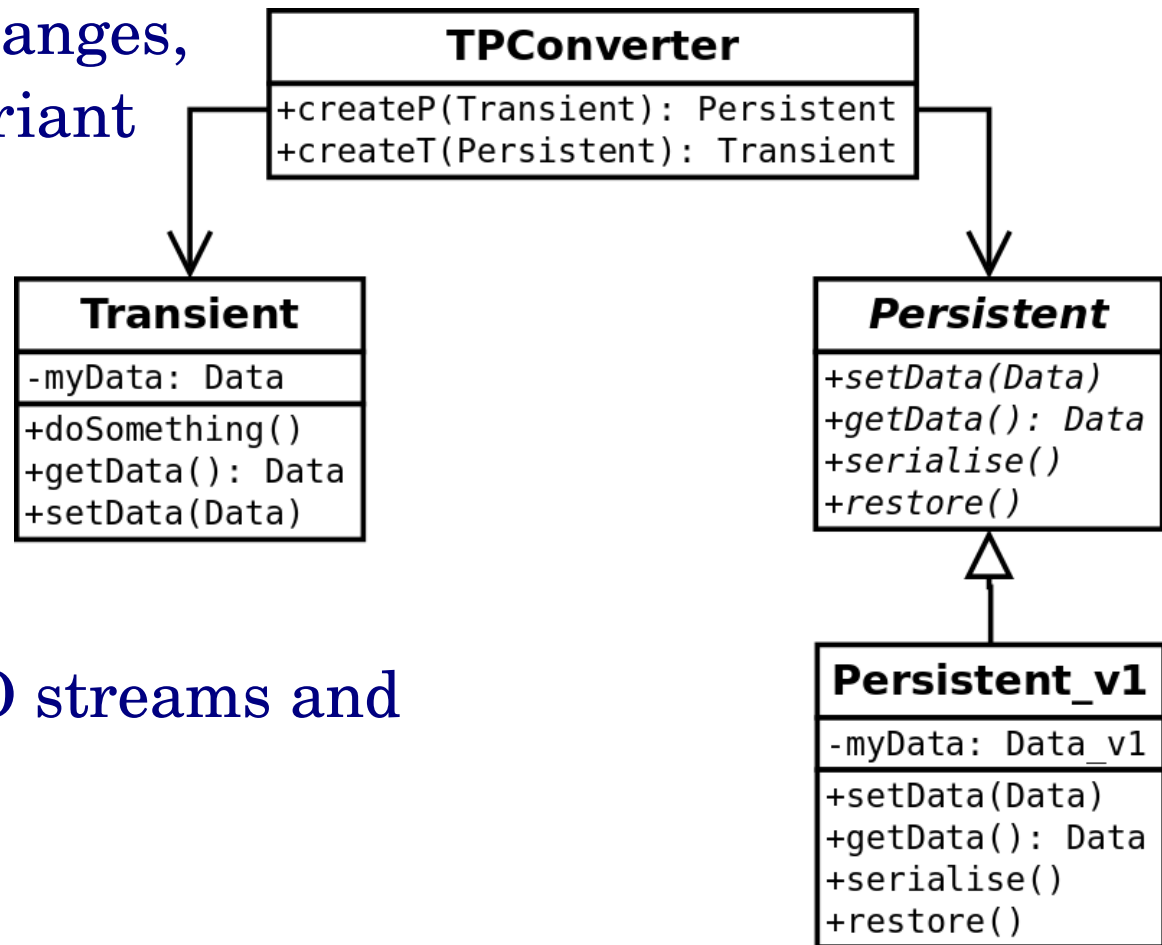 anges,
riant
TPConverter
+createP(Transient): Persistent
+createT(Persistent): Transient
Transient
-myData: Data
+doSomething()
+getData(): Data
+setData(Data)
Persistent
+setData(Data)
+getData(): Data
+serialise()
+restore()
streams and
Persistent_v1
-myData: Data_v1
+setData(Data)
+getData(): Data
+serialise()
+restore()